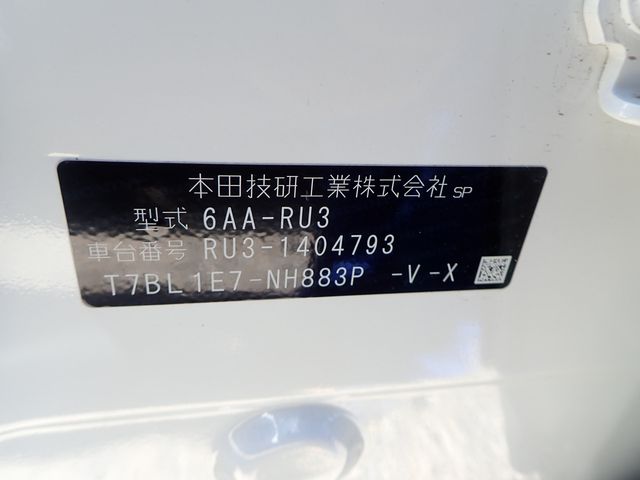 本田技研工業株式会社 SP
型式 6AA-RU3
車台番号 RU3-1404793
T7BL1E7-NH883P -V-X